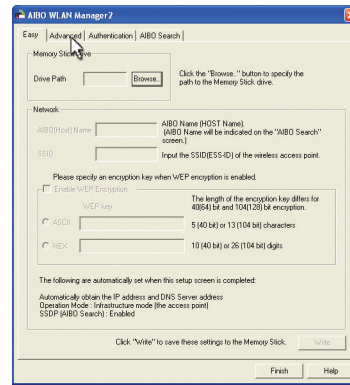 AIBO WLAN Manager2
Easy Advanced Authentication AIBO Search
Memory Stick Drive
Drive Path Browse..
Click the "Browse.." button to specify the
path to the Memory Stick drive.
Network
AIBO(Host) Name
AIBO Name (HOST Name).
(AIBO Name will be indicated on the "AIBO Search"
screen.)
SSID Input the SSID(ESS-ID) of the wireless access point.
Please specify an encryption key when WEP encryption is enabled.
Enable WEP Encryption
WEP key
The length of the encryption key differs for
40(64) bit and 104(128) bit encryption.
ASCII 5 (40 bit) or 13 (104 bit) characters
HEX 10 (40 bit) or 26 (104 bit) digits
The following are automatically set when this setup screen is completed:
Automatically obtain the IP address and DNS Server address
Operation Mode : Infrastructure mode (the access point)
SSDP (AIBO Search) : Enabled
Click "Write" to save these settings to the Memory Stick. Write
Finish Help